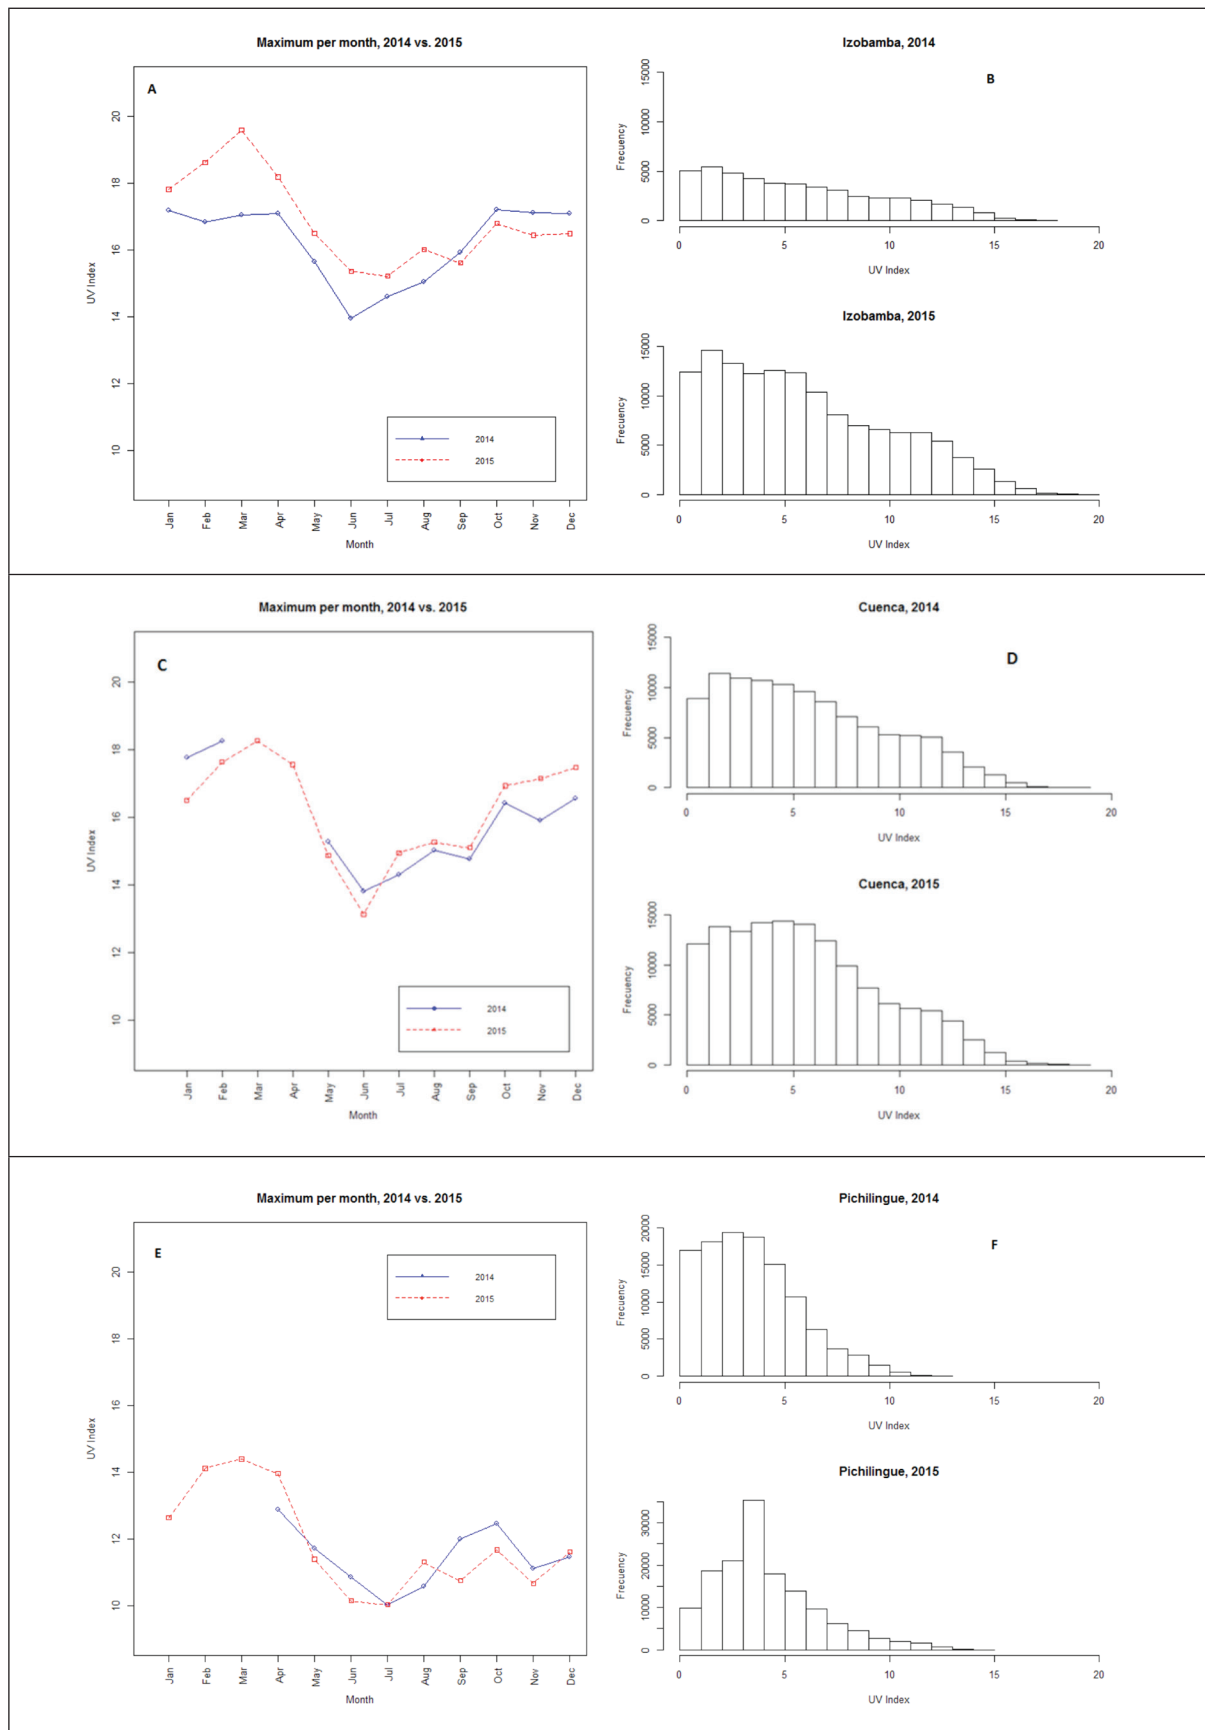 Maximum per month, 2014 vs. 2015
A
UV Index
20
18
16
14
12
10
2014
2015
Jan
Feb
Mar
Apr
May
Jun
Jul
Aug
Sep
Oct
Nov
Dec
Month
Izobamba, 2014
B
Frecuency
15000
10000
5000
0
0 5 10 15 20
UV Index
Izobamba, 2015
Frecuency
15000
10000
5000
0
0 5 10 15 20
UV Index
Maximum per month, 2014 vs. 2015
C
UV Index
20
18
16
14
12
10
2014
2015
Jan
Feb
Mar
Apr
May
Jun
Jul
Aug
Sep
Oct
Nov
Dec
Month
Cuenca, 2014
D
Frecuency
15000
10000
5000
0
0 5 10 15 20
UV Index
Cuenca, 2015
Frecuency
15000
10000
5000
0
0 5 10 15 20
UV Index
Maximum per month, 2014 vs. 2015
E
UV Index
20
18
16
14
12
10
2014
2015
Jan
Feb
Mar
Apr
May
Jun
Jul
Aug
Sep
Oct
Nov
Dec
Month
Pichilingue, 2014
F
Frecuency
20000
15000
10000
5000
0
0 5 10 15 20
UV Index
Pichilingue, 2015
Frecuency
30000
20000
10000
0
0 5 10 15 20
UV Index